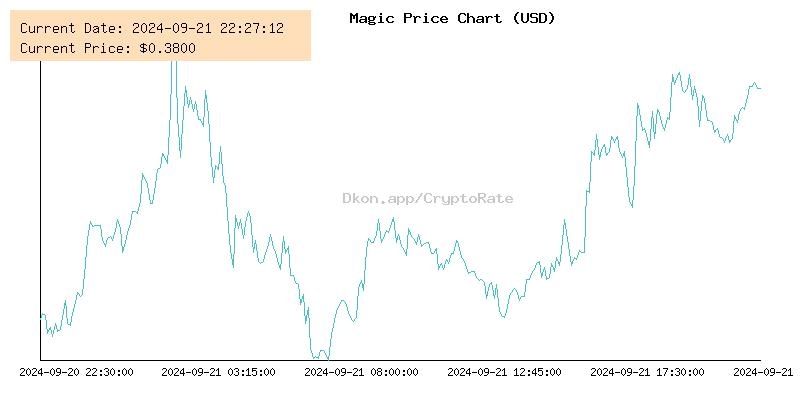 Magic Price Chart (USD)
Current Date: 2024-09-21 22:27:12
Current Price: $0.3800
Dkon.app/CryptoRate
2024-09-20 22:30:00 2024-09-21 03:15:00 2024-09-21 08:00:00 2024-09-21 12:45:00 2024-09-21 17:30:00 2024-09-21